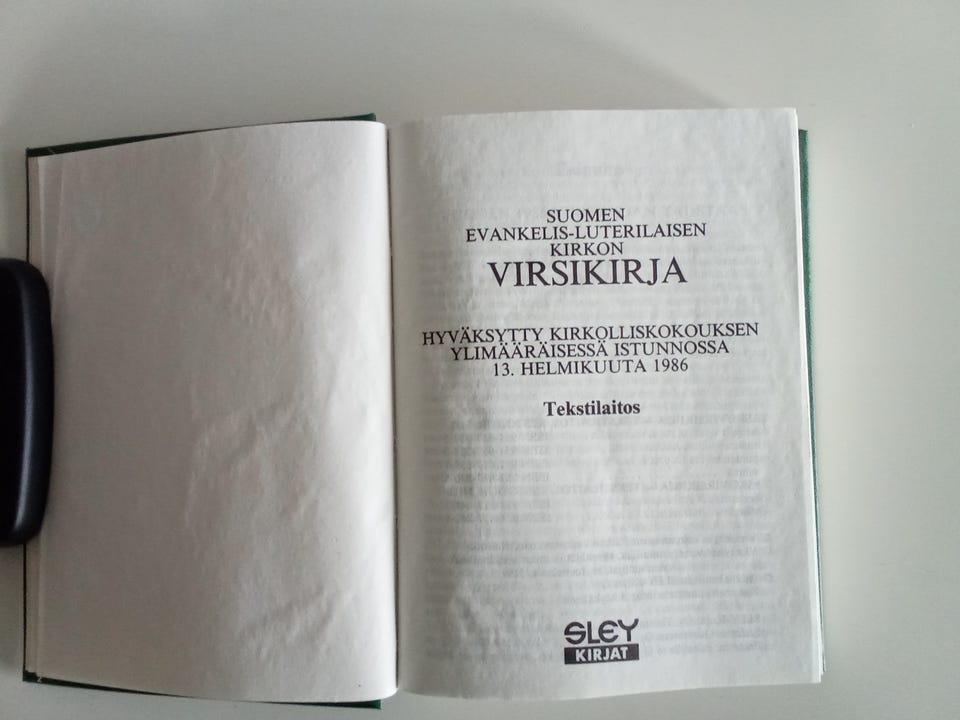 SUOMEN
EVANKELIS-LUTERILAISEN
KIRKON
VIRSIKIRJA
HYVÄKSYTTY KIRKOLLISKOKOUKSEN
YLIMÄÄRÄISESSÄ ISTUNNOSSA
13. HELMIKUUTA 1986
Tekstilaitos
SLEY
KIRJAT